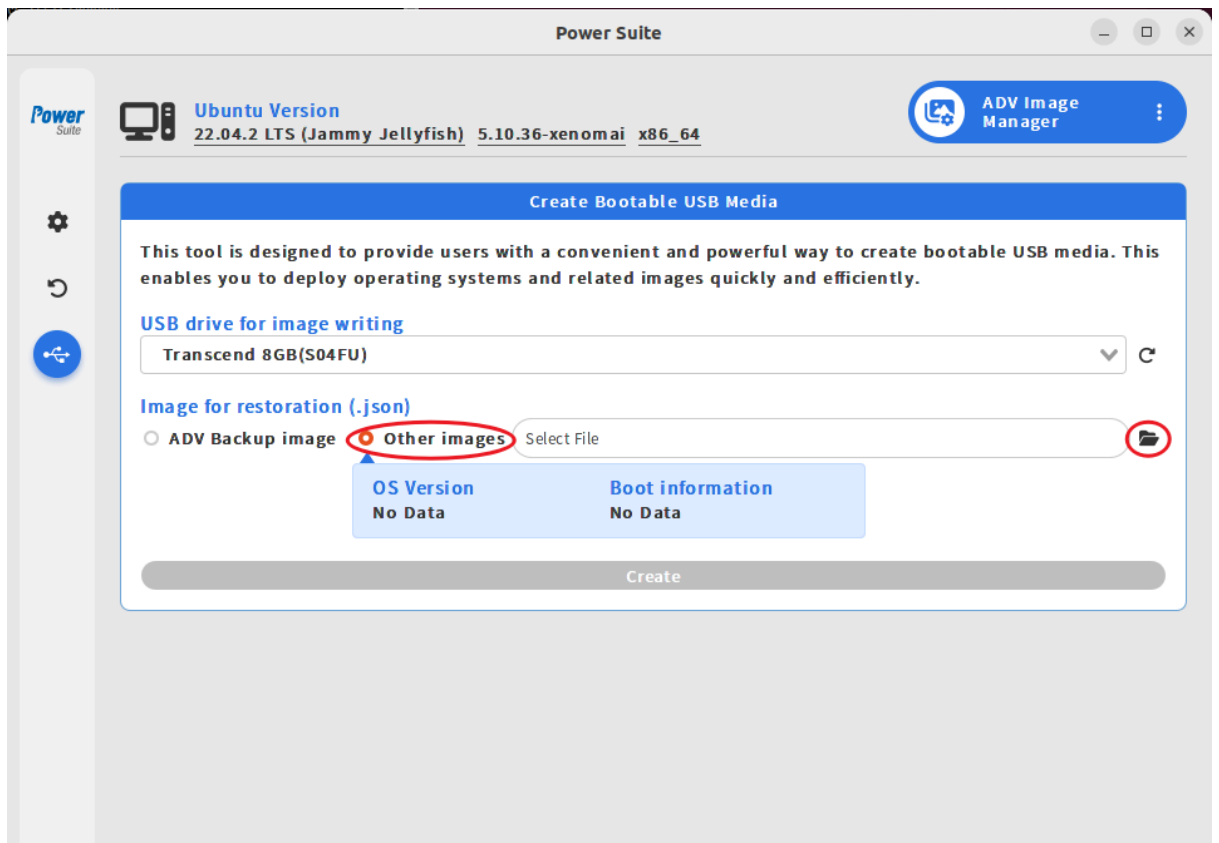 Power Suite
Power
Suite
Ubuntu Version
22.04.2 LTS (Jammy Jellyfish) 5.10.36-xenomai x86_64
ADV Image
Manager
Create Bootable USB Media
This tool is designed to provide users with a convenient and powerful way to create bootable USB media. This
enables you to deploy operating systems and related images quickly and efficiently.
USB drive for image writing
Transcend 8GB(S04FU)
Image for restoration (.json)
ADV Backup image Other images Select File
OS Version Boot information
No Data No Data
Create